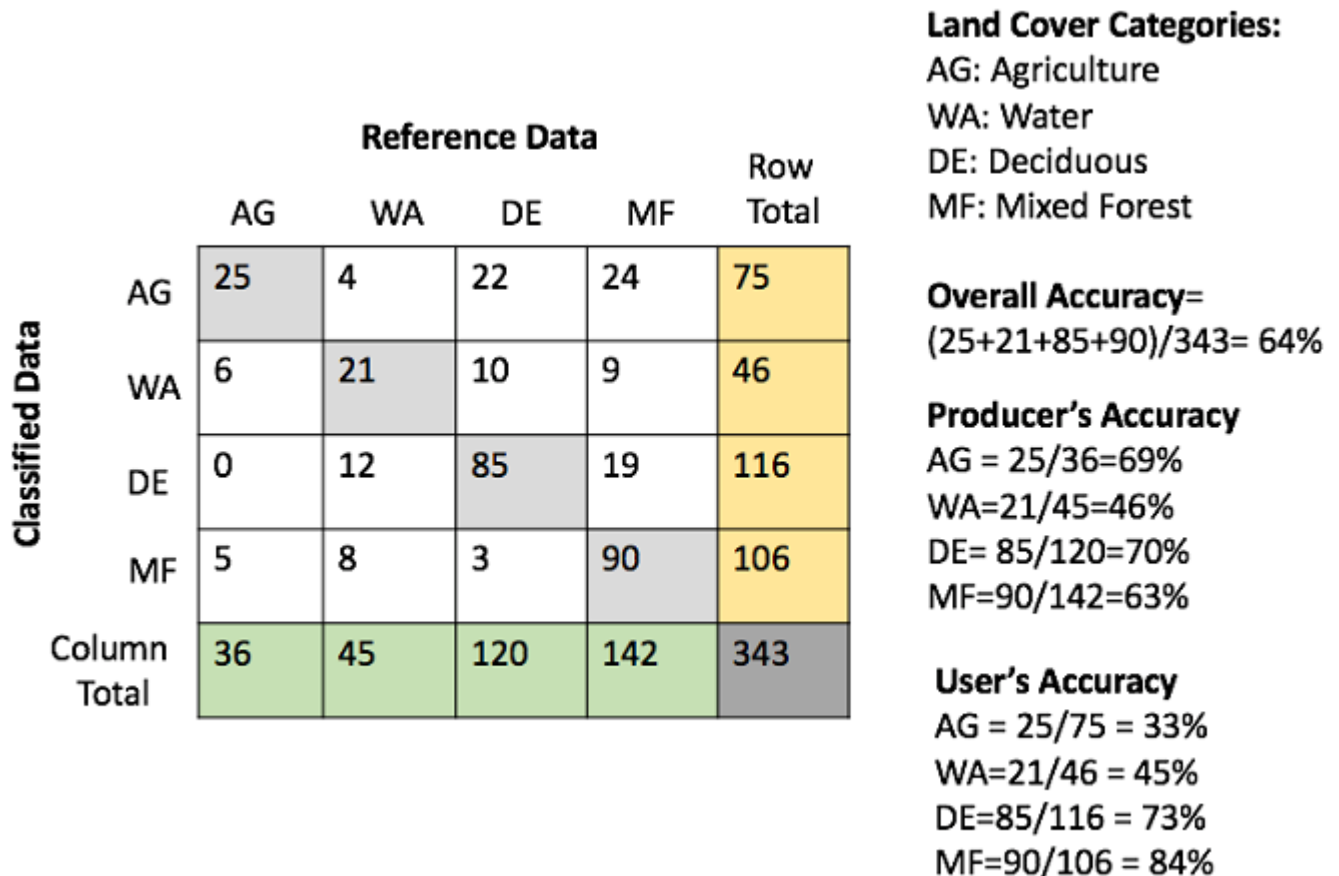 Land Cover Categories:
AG: Agriculture
WA: Water
DE: Deciduous
MF: Mixed Forest
Reference Data
Row
Total
AG WA DE MF
Classified Data
AG 25 4 22 24 75
WA 6 21 10 9 46
DE 0 12 85 19 116
MF 5 8 3 90 106
Column
Total
36 45 120 142 343
Overall Accuracy=
(25+21+85+90)/343= 64%
Producer’s Accuracy
AG = 25/36=69%
WA=21/45=46%
DE= 85/120=70%
MF=90/142=63%
User’s Accuracy
AG = 25/75 = 33%
WA=21/46 = 45%
DE=85/116 = 73%
MF=90/106 = 84%